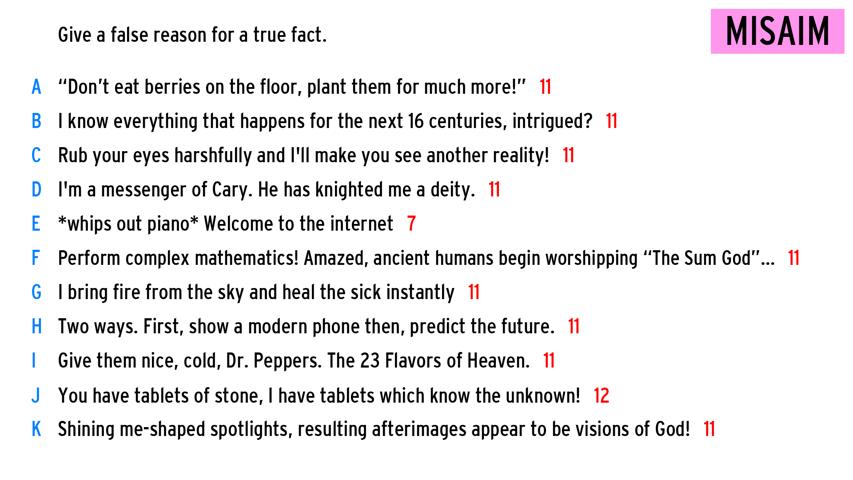 Give a false reason for a true fact.
MISAIM
A “Don’t eat berries on the floor, plant them for much more!” 11
B I know everything that happens for the next 16 centuries, intrigued? 11
C Rub your eyes harshfully and I'll make you see another reality! 11
D I'm a messenger of Cary. He has knighted me a deity. 11
E *whips out piano* Welcome to the internet 7
F Perform complex mathematics! Amazed, ancient humans begin worshipping “The Sum God”... 11
G I bring fire from the sky and heal the sick instantly 11
H Two ways. First, show a modern phone then, predict the future. 11
I Give them nice, cold, Dr. Peppers. The 23 Flavors of Heaven. 11
J You have tablets of stone, I have tablets which know the unknown! 12
K Shining me-shaped spotlights, resulting afterimages appear to be visions of God! 11